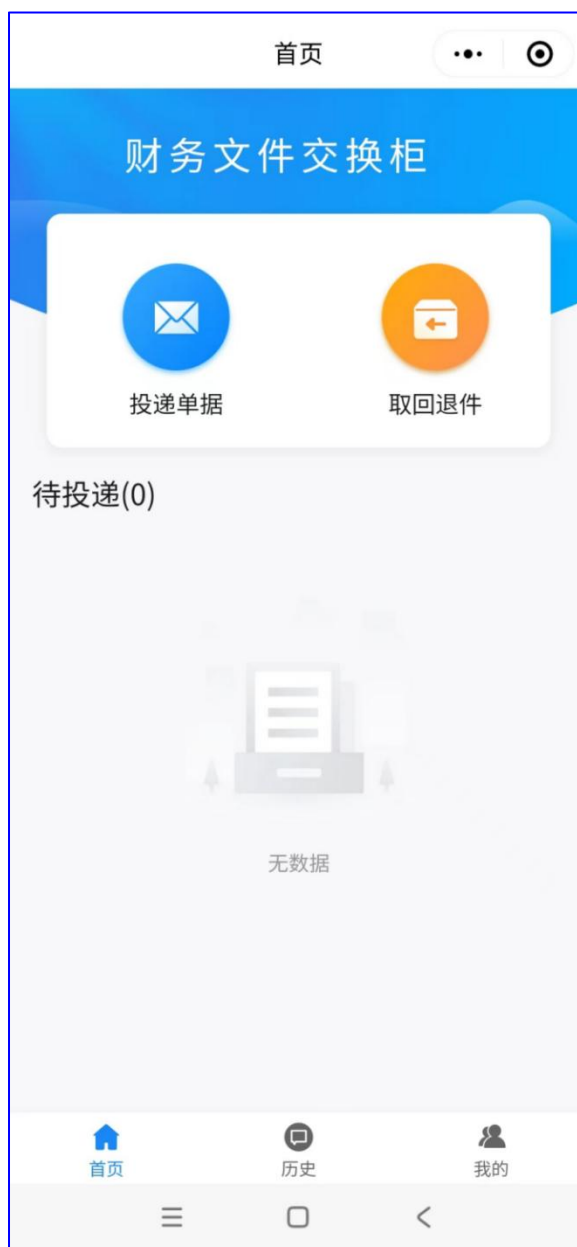 首页
财务文件交换柜
投递单据 取回退件
待投递(0)
无数据
首页 历史 我的